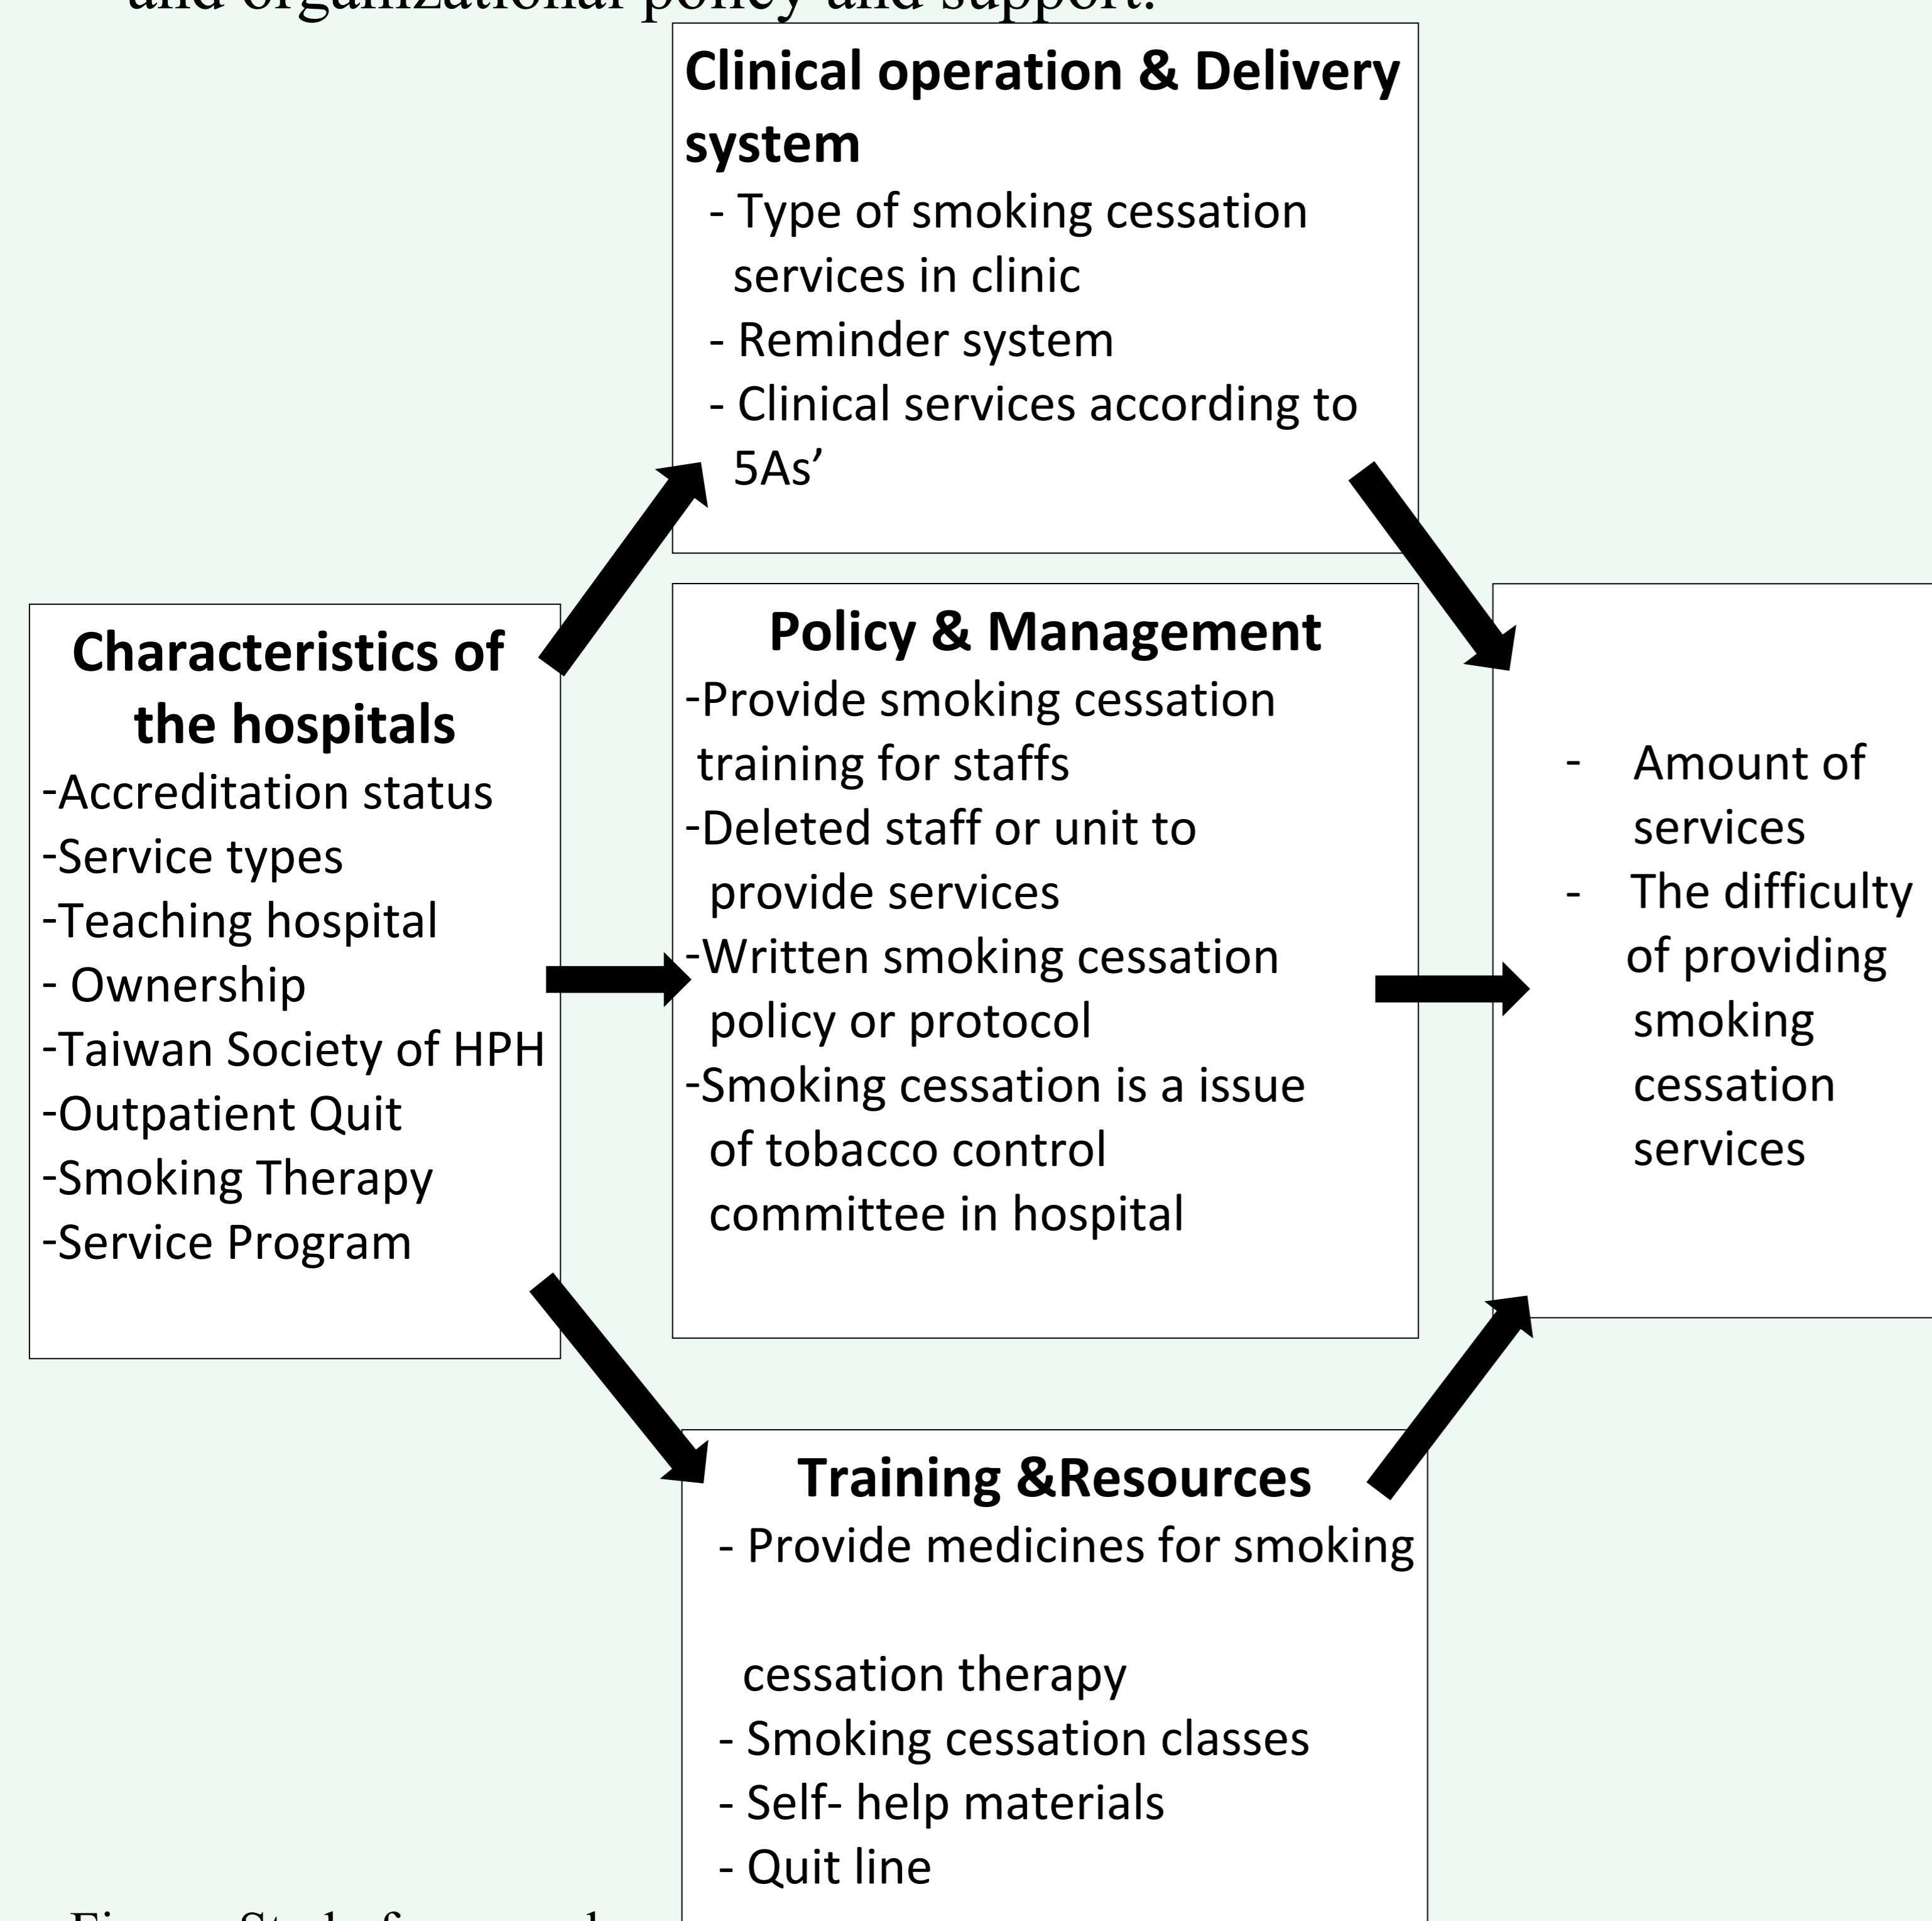 and organizational policy and support.
Clinical operation & Delivery
system
- Type of smoking cessation
services in clinic
- Reminder system
- Clinical services according to
5As’
Characteristics of
the hospitals
-Accreditation status
-Service types
-Teaching hospital
- Ownership
-Taiwan Society of HPH
-Outpatient Quit
-Smoking Therapy
-Service Program
Policy & Management
-Provide smoking cessation
training for staffs
-Deleted staff or unit to
provide services
-Written smoking cessation
policy or protocol
-Smoking cessation is a issue
of tobacco control
committee in hospital
- Amount of
services
- The difficulty
of providing
smoking
cessation
services
Training &Resources
- Provide medicines for smoking
cessation therapy
- Smoking cessation classes
- Self- help materials
- Quit line